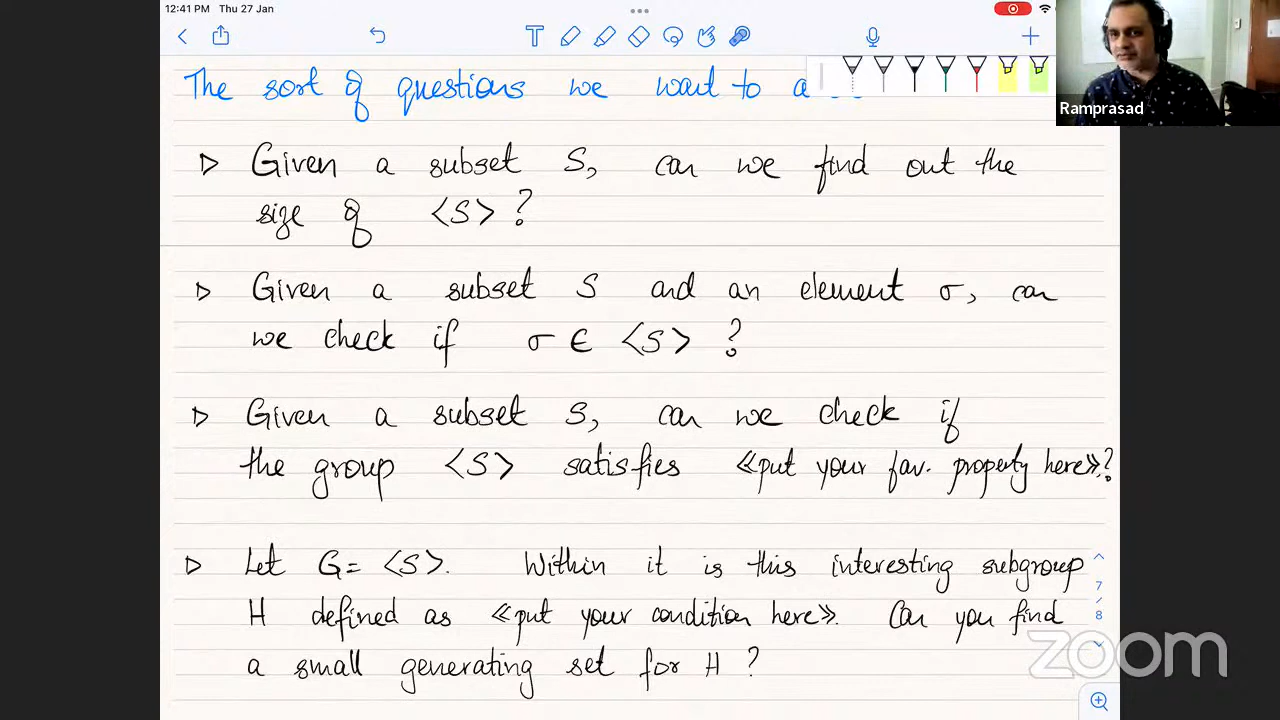 12:41 PM Thu 27 Jan
The sort of questions we want to
Ramprasad
▷ Given a subset S, can we find out the
size of <S> ?
▷ Given a subset S and an element σ, can
we check if σ ∈ <S> ?
▷ Given a subset S, can we check if
the group <S> satisfies «put your fav. property here»?
▷ Let G = <S>. Within it is this interesting subgroup
H defined as «put your condition here». Can you find
a small generating set for H ?
7
8
zoom